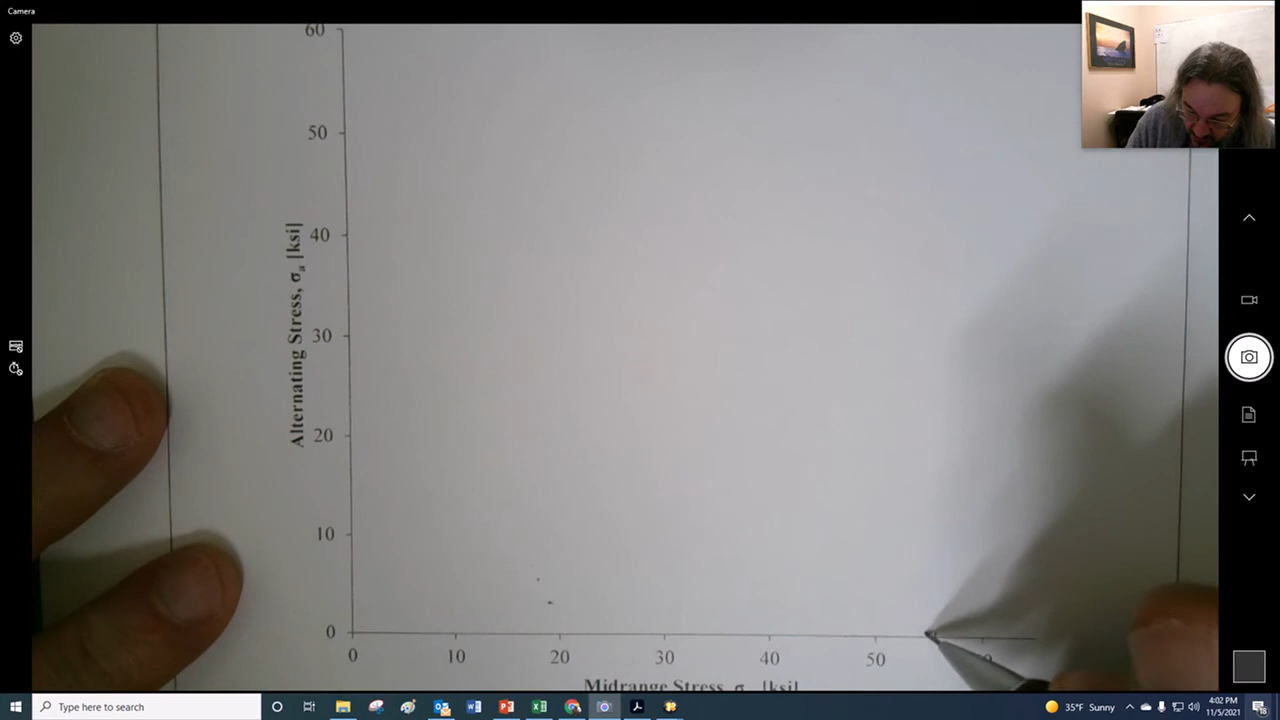 Camera
60
50
40
30
20
10
0
Alternating Stress, σa [ksi]
0 10 20 30 40 50
Midrange Stress, σ [ksi]
Type here to search
35°F Sunny
4:02 PM
11/5/2021